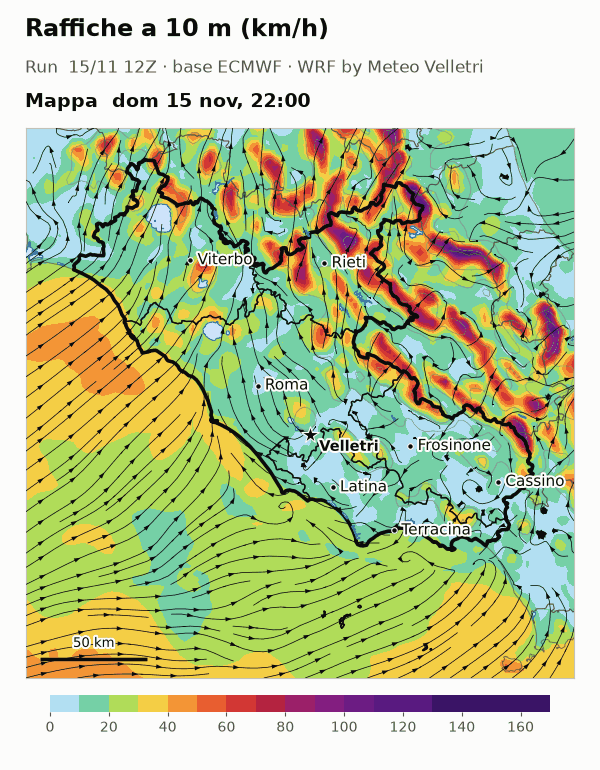 Raffiche a 10 m (km/h)
Run  15/11 12Z · base ECMWF · WRF by Meteo Velletri
Mappa  dom 15 nov, 22:00
Viterbo
Rieti
Roma
Velletri
Frosinone
Latina
Cassino
Terracina
50 km
0 20 40 60 80 100 120 140 160